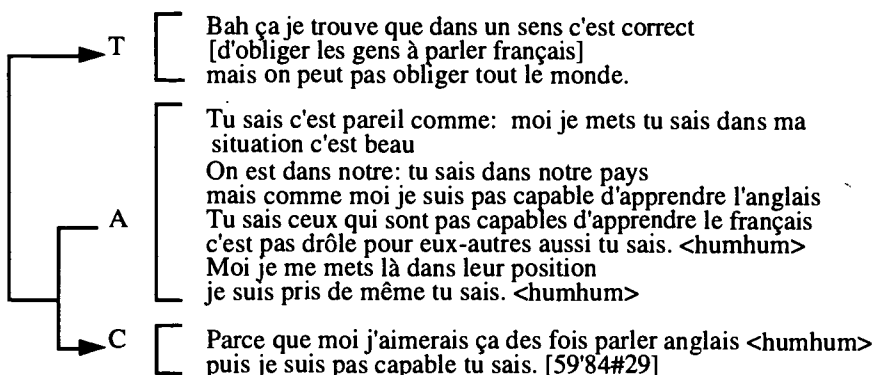 T
Bah ça je trouve que dans un sens c'est correct
[d'obliger les gens à parler français]
mais on peut pas obliger tout le monde.
A
Tu sais c'est pareil comme: moi je mets tu sais dans ma
situation c'est beau
On est dans notre: tu sais dans notre pays
mais comme moi je suis pas capable d'apprendre l'anglais
Tu sais ceux qui sont pas capables d'apprendre le français
c'est pas drôle pour eux-autres aussi tu sais. <humhum>
Moi je me mets là dans leur position
je suis pris de même tu sais. <humhum>
C
Parce que moi j'aimerais ça des fois parler anglais <humhum>
puis je suis pas capable tu sais. [59'84#29]